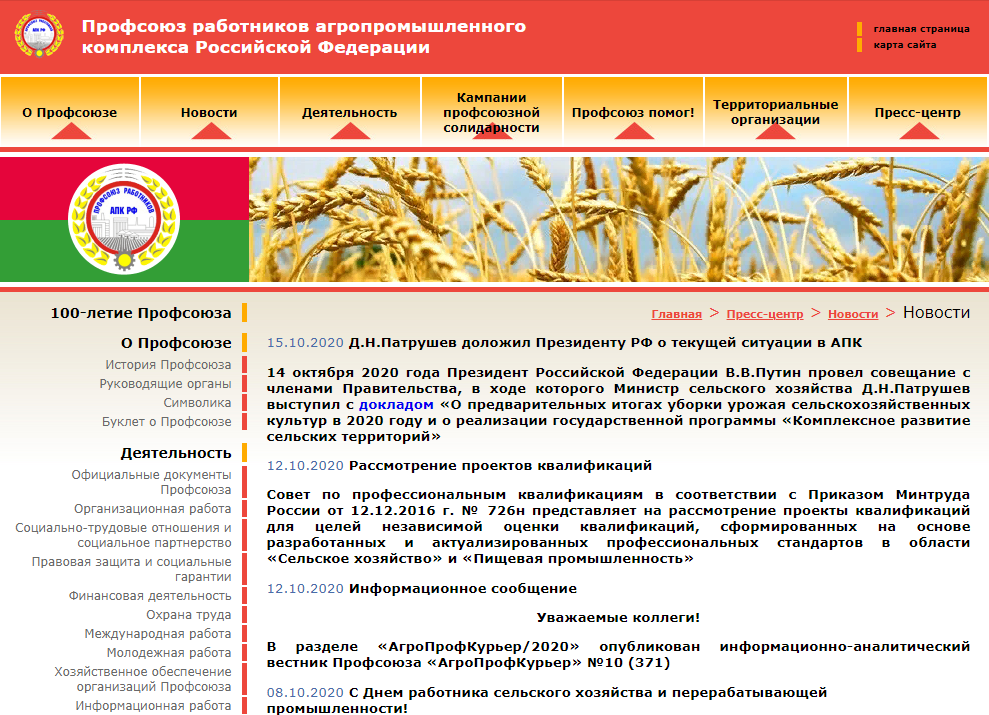 Профсоюз работников агропромышленного
комплекса Российской Федерации
главная страница
карта сайта
О Профсоюзе
Новости
Деятельность
Кампании
профсоюзной
солидарности
Профсоюз помог!
Территориальные
организации
Пресс-центр
ПРОФСОЮЗ РАБОТНИКОВ
АПК РФ
100-летие Профсоюза
О Профсоюзе
История Профсоюза
Руководящие органы
Символика
Буклет о Профсоюзе
Деятельность
Официальные документы
Профсоюза
Организационная работа
Социально-трудовые отношения и
социальное партнерство
Правовая защита и социальные
гарантии
Финансовая деятельность
Охрана труда
Международная работа
Молодежная работа
Хозяйственное обеспечение
организаций Профсоюза
Информационная работа
Главная > Пресс-центр > Новости > Новости
15.10.2020 Д.Н.Патрушев доложил Президенту РФ о текущей ситуации в АПК
14 октября 2020 года Президент Российской Федерации В.В.Путин провел совещание с
членами Правительства, в ходе которого Министр сельского хозяйства Д.Н.Патрушев
выступил с докладом «О предварительных итогах уборки урожая сельскохозяйственных
культур в 2020 году и о реализации государственной программы «Комплексное развитие
сельских территорий»
12.10.2020 Рассмотрение проектов квалификаций
Совет по профессиональным квалификациям в соответствии с Приказом Минтруда
России от 12.12.2016 г. № 726н представляет на рассмотрение проекты квалификаций
для целей независимой оценки квалификаций, сформированных на основе
разработанных и актуализированных профессиональных стандартов в области
«Сельское хозяйство» и «Пищевая промышленность»
12.10.2020 Информационное сообщение
Уважаемые коллеги!
В разделе «АгроПрофКурьер/2020» опубликован информационно-аналитический
вестник Профсоюза «АгроПрофКурьер» №10 (371)
08.10.2020 С Днем работника сельского хозяйства и перерабатывающей
промышленности!